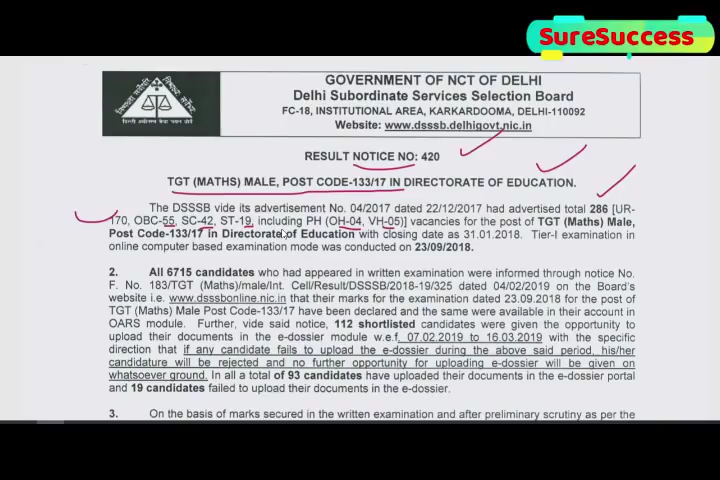 SureSuccess
GOVERNMENT OF NCT OF DELHI
Delhi Subordinate Services Selection Board
FC-18, INSTITUTIONAL AREA, KARKARDOOMA, DELHI-110092
Website: www.dsssb.delhigovt.nic.in
RESULT NOTICE NO: 420
TGT (MATHS) MALE, POST CODE-133/17 IN DIRECTORATE OF EDUCATION.
The DSSSB vide its advertisement No. 04/2017 dated 22/12/2017 had advertised total 286 [UR-
170, OBC-55, SC-42, ST-19, including PH (OH-04, VH-05)] vacancies for the post of TGT (Maths) Male,
Post Code-133/17 in Directorate of Education with closing date as 31.01.2018. Tier-I examination in
online computer based examination mode was conducted on 23/09/2018.
2. All 6715 candidates who had appeared in written examination were informed through notice No.
F. No. 183/TGT (Maths)/male/Int. Cell/Result/DSSSB/2018-19/325 dated 04/02/2019 on the Board's
website i.e. www.dsssbonline.nic.in that their marks for the examination dated 23.09.2018 for the post of
TGT (Maths) Male Post Code-133/17 have been declared and the same were available in their account in
OARS module. Further, vide said notice, 112 shortlisted candidates were given the opportunity to
upload their documents in the e-dossier module w.e.f. 07.02.2019 to 16.03.2019 with the specific
direction that if any candidate fails to upload the e-dossier during the above said period, his/her
candidature will be rejected and no further opportunity for uploading e-dossier will be given on
whatsoever ground. In all a total of 93 candidates have uploaded their documents in the e-dossier portal
and 19 candidates failed to upload their documents in the e-dossier.
3. On the basis of marks secured in the written examination and after preliminary scrutiny as per the